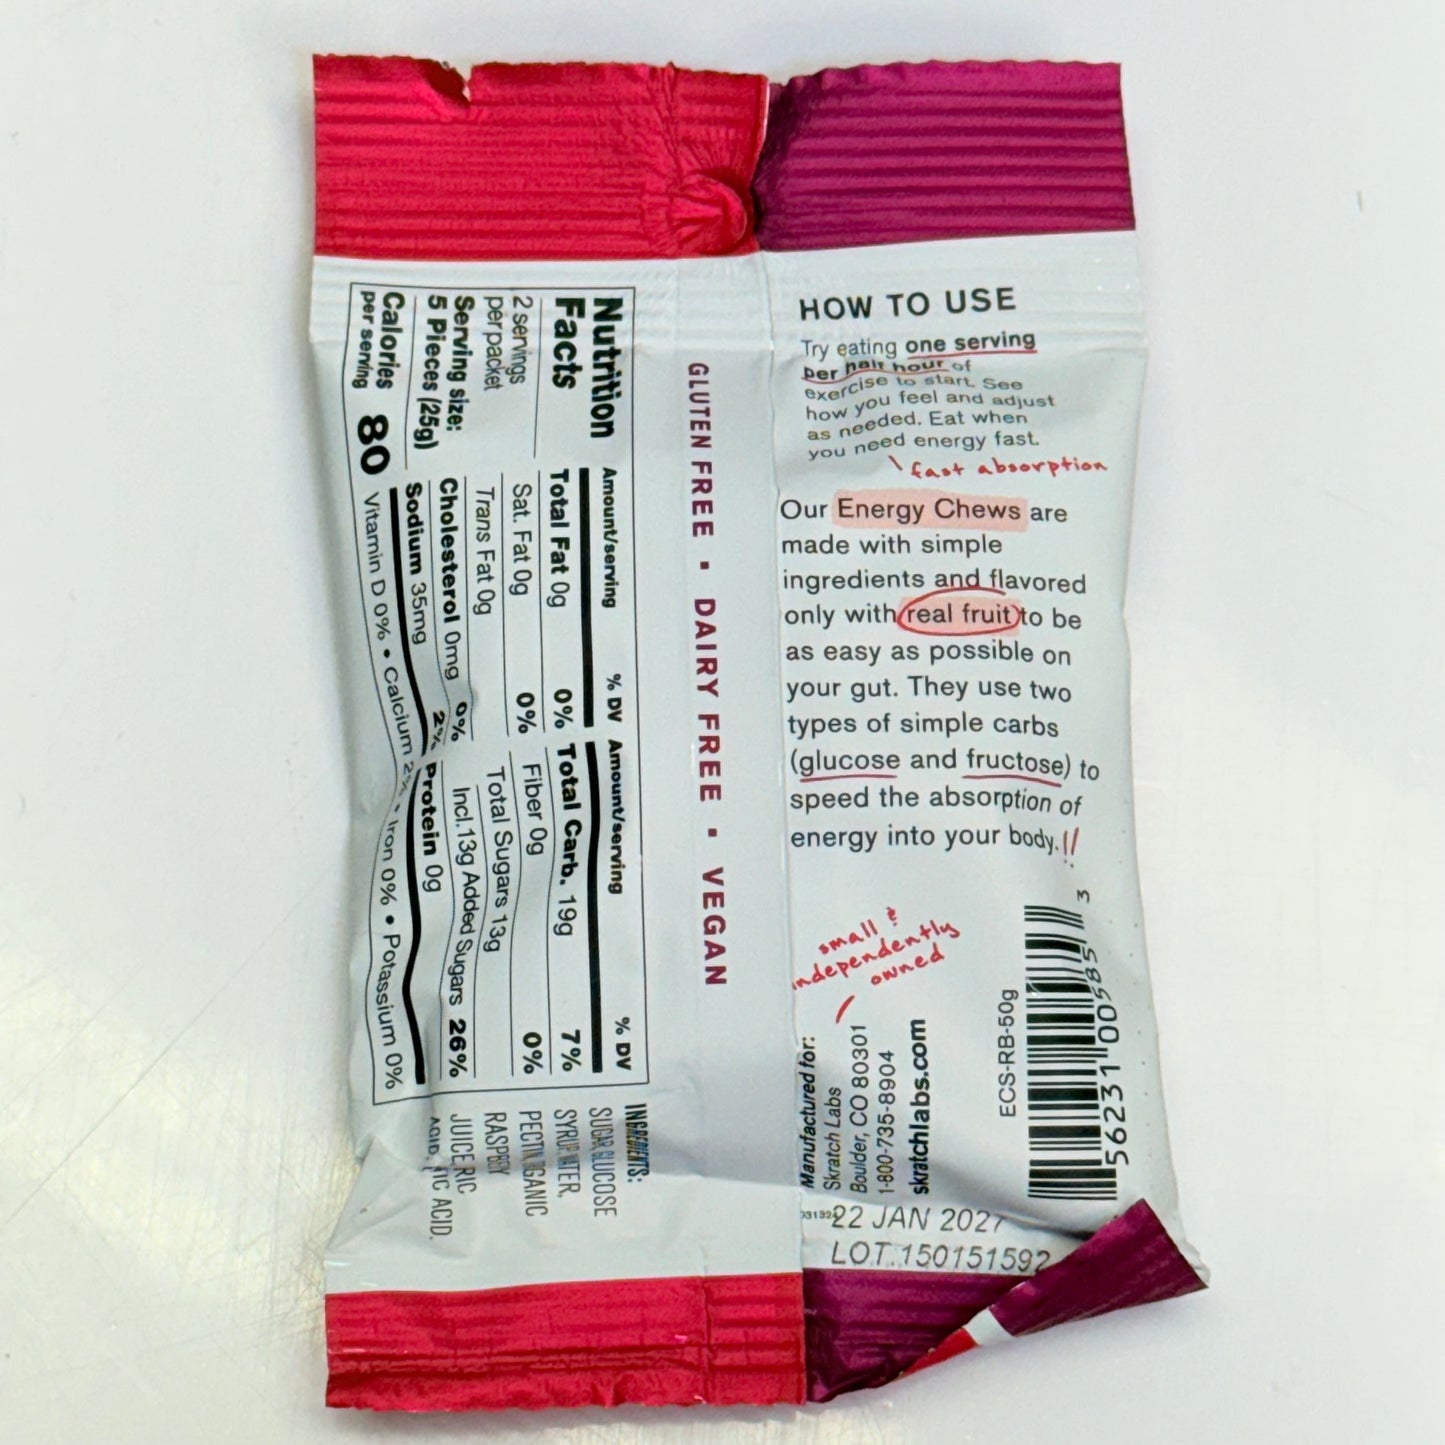 HOW TO USE
Try eating one serving
per half hour of
exercise to start. See
how you feel and adjust
as needed. Eat when
you need energy fast.
\ fast absorption
Our Energy Chews are
made with simple
ingredients and flavored
only with real fruit to be
as easy as possible on
your gut. They use two
types of simple carbs
(glucose and fructose) to
speed the absorption of
energy into your body.!!
small &
independently
owned
Manufactured for:
Skratch Labs
Boulder, CO 80301
1-800-735-8904
skratchlabs.com
ECS-RB-50g
56231 00585 3
22 JAN 2027
LOT.150151592
GLUTEN FREE ▪ DAIRY FREE ▪ VEGAN
Nutrition
Facts
2 servings
per packet
Serving size:
5 Pieces (25g)
Calories
per serving
80
Amount/serving % DV
Total Fat 0g 0%
Sat. Fat 0g 0%
Trans Fat 0g
Cholesterol 0mg 0%
Sodium 35mg 2%
Amount/serving % DV
Total Carb. 19g 7%
Fiber 0g 0%
Total Sugars 13g
Incl.13g Added Sugars 26%
Protein 0g
Vitamin D 0% • Calcium 2% • Iron 0% • Potassium 0%
INGREDIENTS:
SUGAR, GLUCOSE
SYRUP, WATER,
PECTIN,
JUICE,
ACID, ACID.